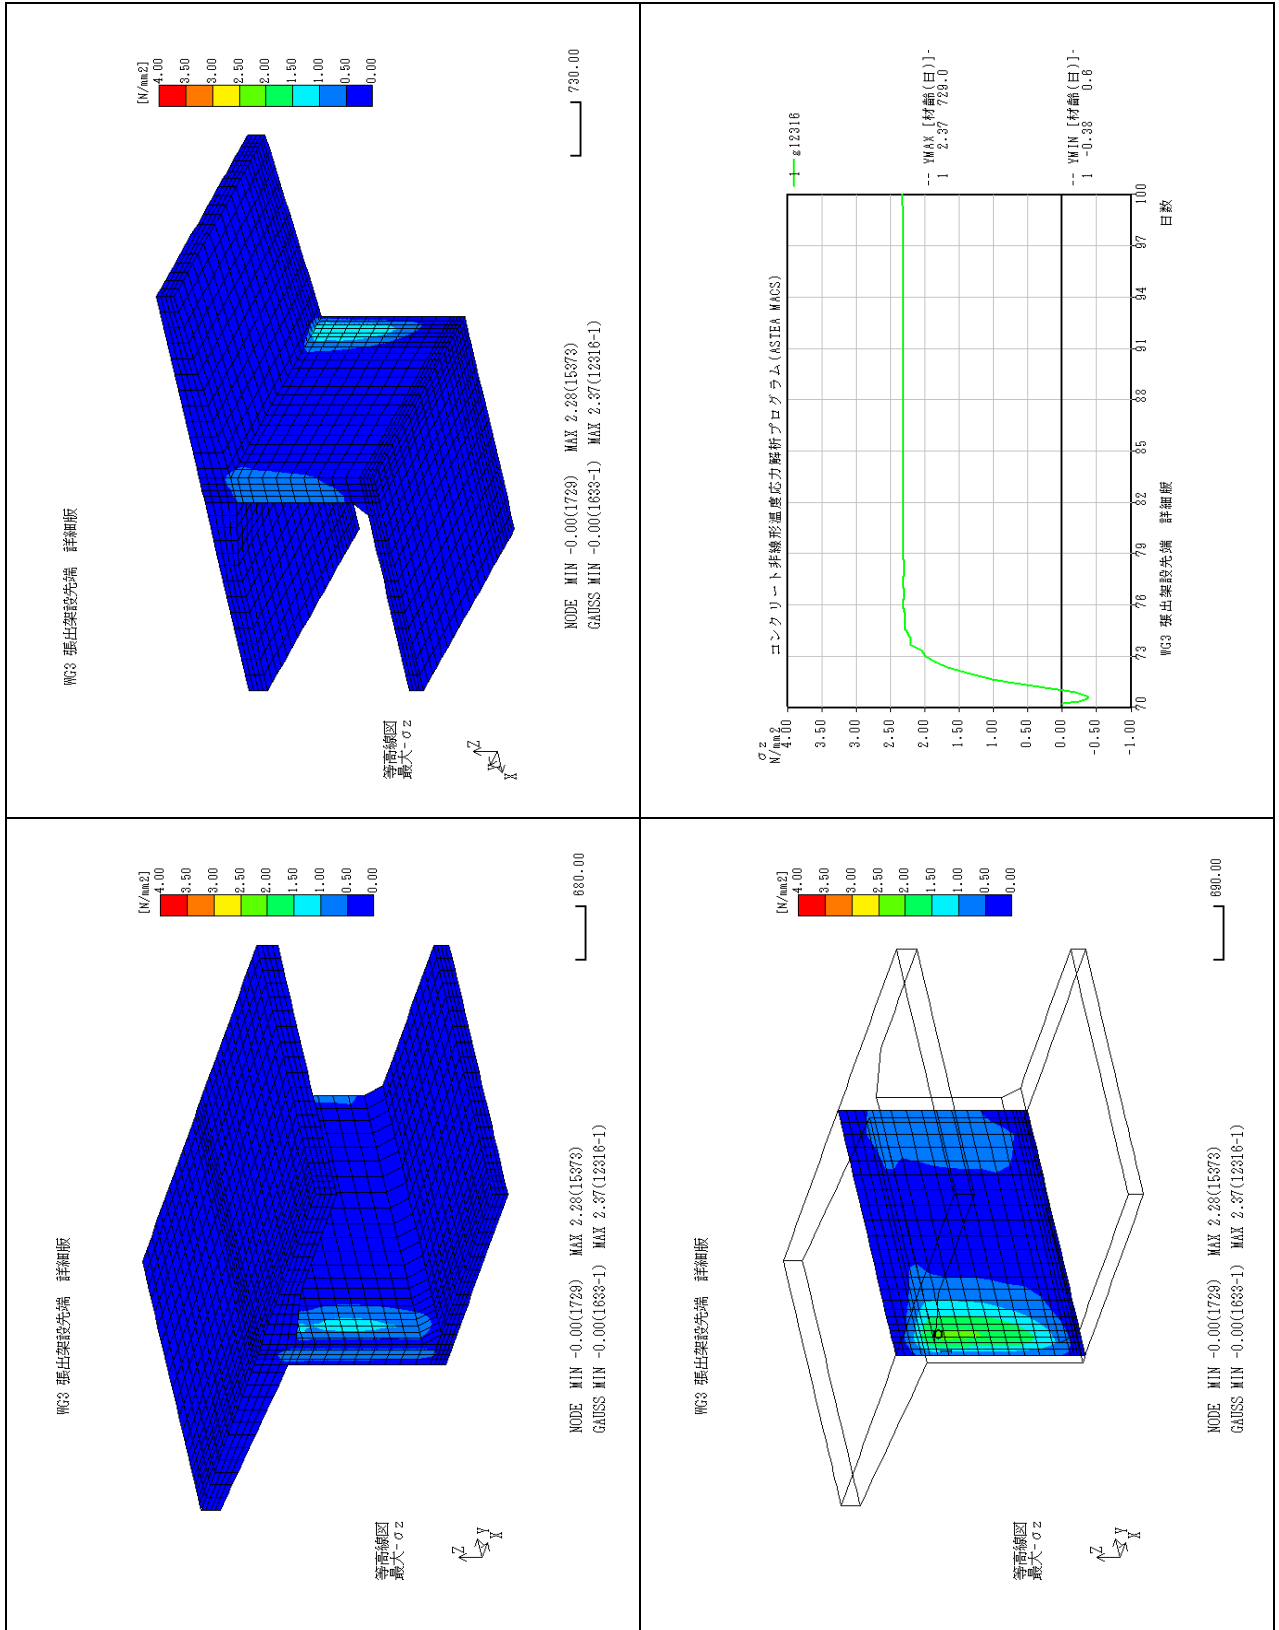 WG3 張出架設先端　詳細版
[N/mm2]
4.00
3.50
3.00
2.50
2.00
1.50
1.00
0.50
0.00
等高線図
最大-σz
Z
Y
X
680.00
NODE MIN -0.00(1729) MAX 2.28(15373)
GAUSS MIN -0.00(1633-1) MAX 2.37(12316-1)
WG3 張出架設先端　詳細版
[N/mm2]
4.00
3.50
3.00
2.50
2.00
1.50
1.00
0.50
0.00
等高線図
最大-σz
Z
Y
X
730.00
NODE MIN -0.00(1729) MAX 2.28(15373)
GAUSS MIN -0.00(1633-1) MAX 2.37(12316-1)
WG3 張出架設先端　詳細版
[N/mm2]
4.00
3.50
3.00
2.50
2.00
1.50
1.00
0.50
0.00
等高線図
最大-σz
Z
Y
X
690.00
NODE MIN -0.00(1729) MAX 2.28(15373)
GAUSS MIN -0.00(1633-1) MAX 2.37(12316-1)
コンクリート非線形温度応力解析プログラム(ASTEA MACS)
σz
N/mm2
4.00
3.50
3.00
2.50
2.00
1.50
1.00
0.50
0.00
-0.50
-1.00
70 73 76 79 82 85 88 91 94 97 100
日数
1 g12316
-- YMAX [材齢(日)]-
1 2.37 729.0
-- YMIN [材齢(日)]-
1 -0.38 0.6
WG3 張出架設先端　詳細版